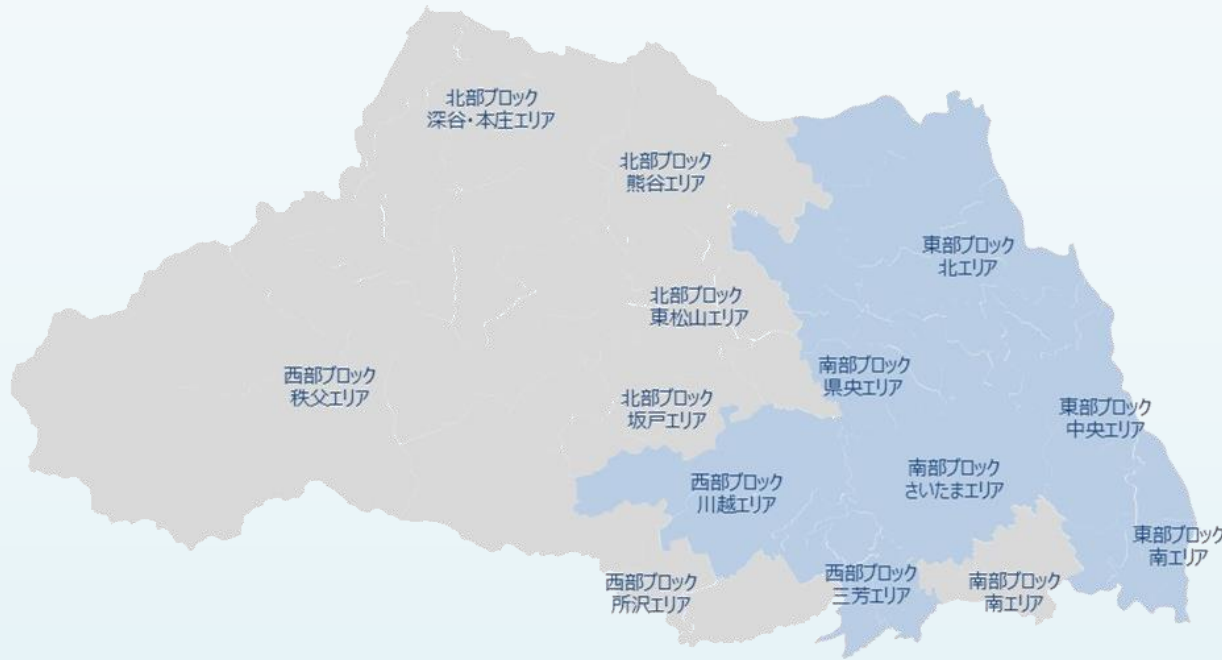 北部ブロック
深谷・本庄エリア
北部ブロック
熊谷エリア
東部ブロック
北エリア
北部ブロック
東松山エリア
西部ブロック
秩父エリア
南部ブロック
県央エリア
北部ブロック
坂戸エリア
東部ブロック
中央エリア
西部ブロック
川越エリア
南部ブロック
さいたまエリア
東部ブロック
南エリア
西部ブロック
所沢エリア
西部ブロック
三芳エリア
南部ブロック
南エリア